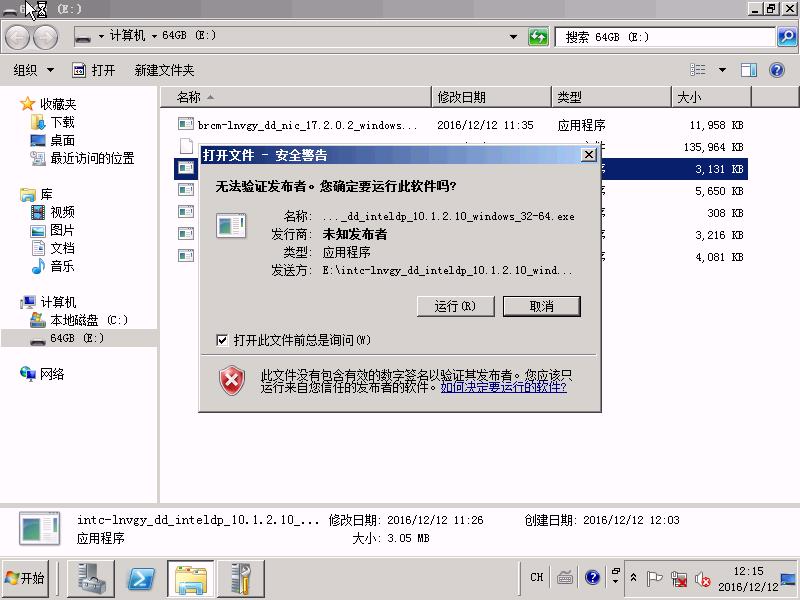 (E:)
计算机 64GB (E:)
搜索 64GB (E:)
组织 打开 新建文件夹
收藏夹
下载
桌面
最近访问的位置
库
视频
图片
文档
音乐
计算机
本地磁盘 (C:)
64GB (E:)
网络
名称 修改日期 类型 大小
brcm-lnvgy_dd_nic_17.2.0.2_windows... 2016/12/12 11:35 应用程序 11,958 KB
135,964 KB
3,131 KB
5,650 KB
308 KB
3,216 KB
4,081 KB
打开文件 - 安全警告
无法验证发布者。您确定要运行此软件吗?
名称: ..._dd_inteldp_10.1.2.10_windows_32-64.exe
发行商: 未知发布者
类型: 应用程序
发送方: E:\intc-lnvgy_dd_inteldp_10.1.2.10_wind...
运行(R) 取消
打开此文件前总是询问(W)
此文件没有包含有效的数字签名以验证其发布者。您应该只
运行来自您信任的发布者的软件。如何决定要运行的软件?
intc-lnvgy_dd_inteldp_10.1.2.10_... 修改日期: 2016/12/12 11:26 创建日期: 2016/12/12 12:03
应用程序 大小: 3.05 MB
开始 CH 12:15
2016/12/12